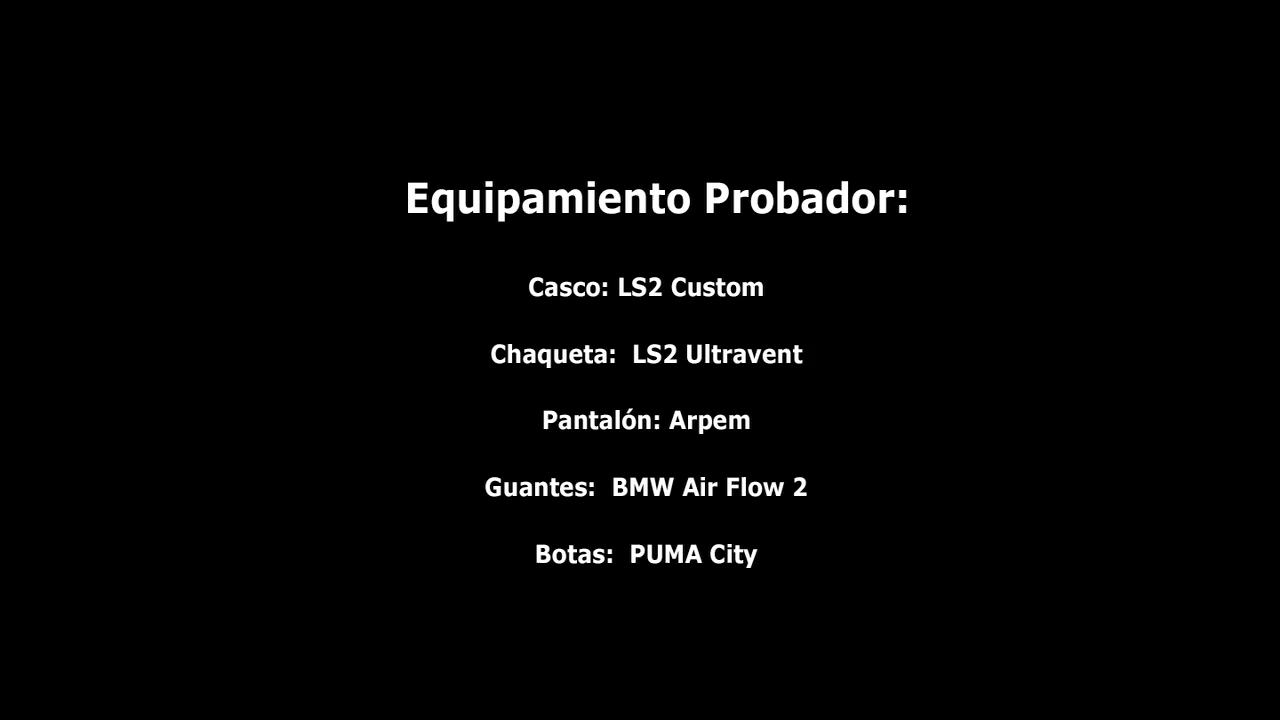 Equipamiento Probador:
Casco: LS2 Custom
Chaqueta:  LS2 Ultravent
Pantalón: Arpem
Guantes:  BMW Air Flow 2
Botas:  PUMA City